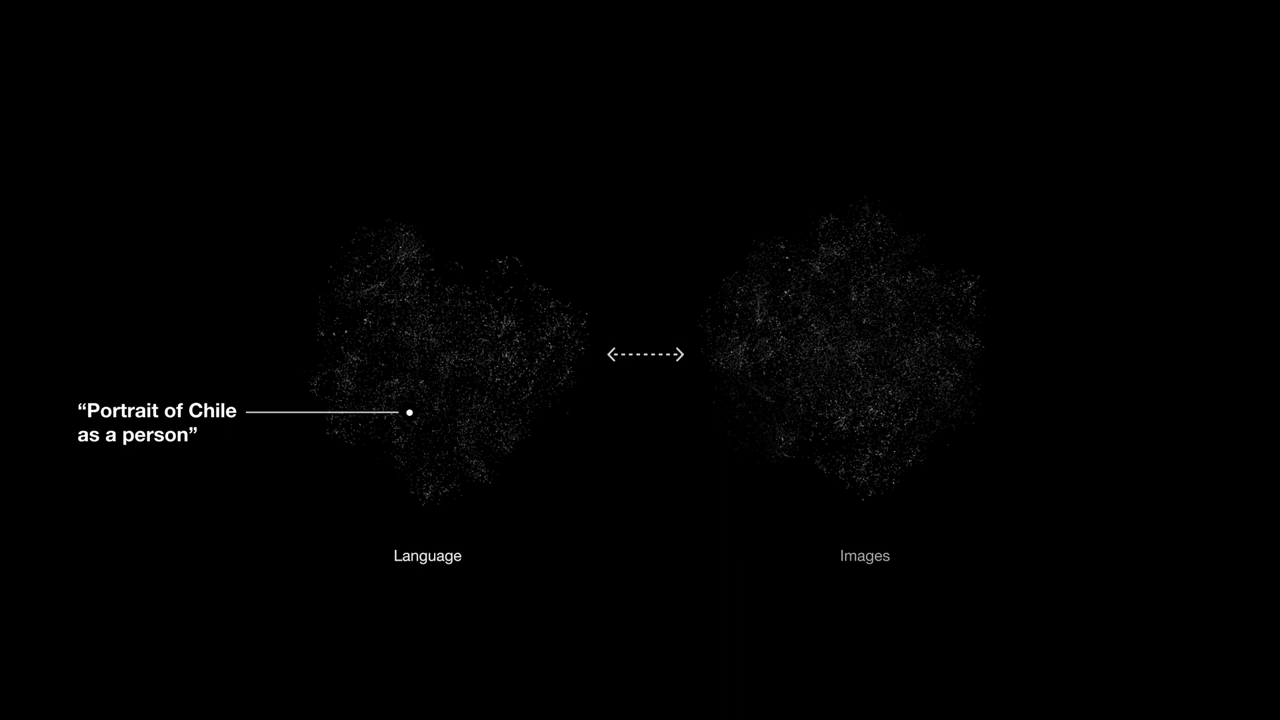 “Portrait of Chile
as a person”
Language
Images